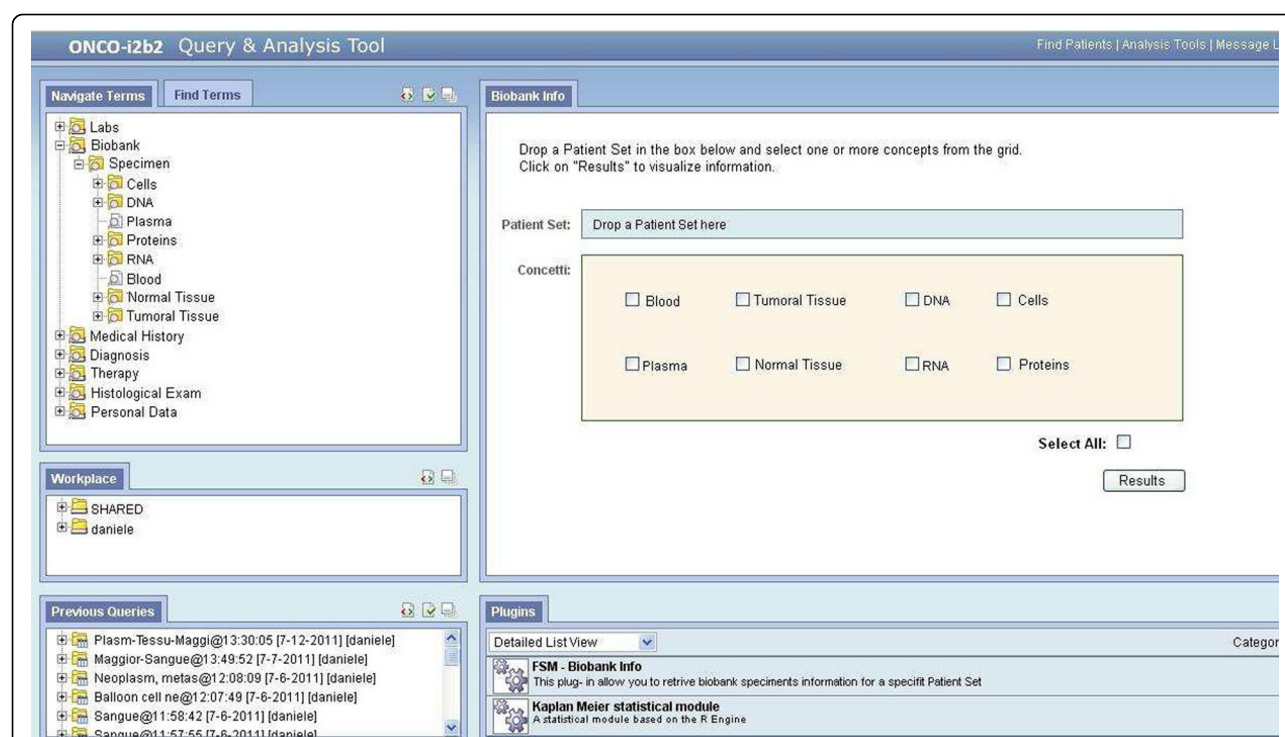 ONCO-i2b2 Query & Analysis Tool
Find Patients | Analysis Tools | Message L
Navigate Terms
Find Terms
Labs
Biobank
Specimen
Cells
DNA
Plasma
Proteins
RNA
Blood
Normal Tissue
Tumoral Tissue
Medical History
Diagnosis
Therapy
Histological Exam
Personal Data
Workplace
SHARED
daniele
Previous Queries
Plasm-Tessu-Maggi@13:30:05 [7-12-2011] [daniele]
Maggior-Sangue@13:49:52 [7-7-2011] [daniele]
Neoplasm, metas@12:08:09 [7-6-2011] [daniele]
Balloon cell ne@12:07:49 [7-6-2011] [daniele]
Sangue@11:58:42 [7-6-2011] [daniele]
Sangue@11:57:55 [7-6-2011] [daniele]
Biobank Info
Drop a Patient Set in the box below and select one or more concepts from the grid.
Click on "Results" to visualize information.
Patient Set: Drop a Patient Set here
Concetti:
Blood Tumoral Tissue DNA Cells
Plasma Normal Tissue RNA Proteins
Select All:
Results
Plugins
Detailed List View
Categor
FSM - Biobank Info
This plug- in allow you to retrive biobank speciments information for a specifit Patient Set
Kaplan Meier statistical module
A statistical module based on the R Engine